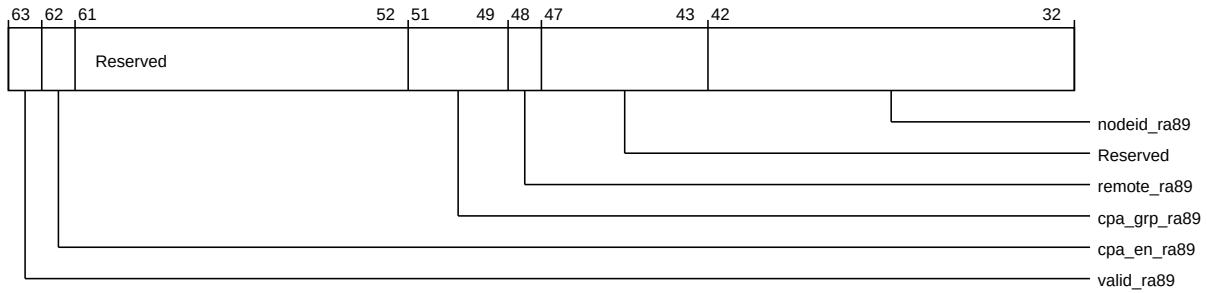 63 62 61 52 51 49 48 47 43 42 32
Reserved
nodeid_ra89
Reserved
remote_ra89
cpa_grp_ra89
cpa_en_ra89
valid_ra89